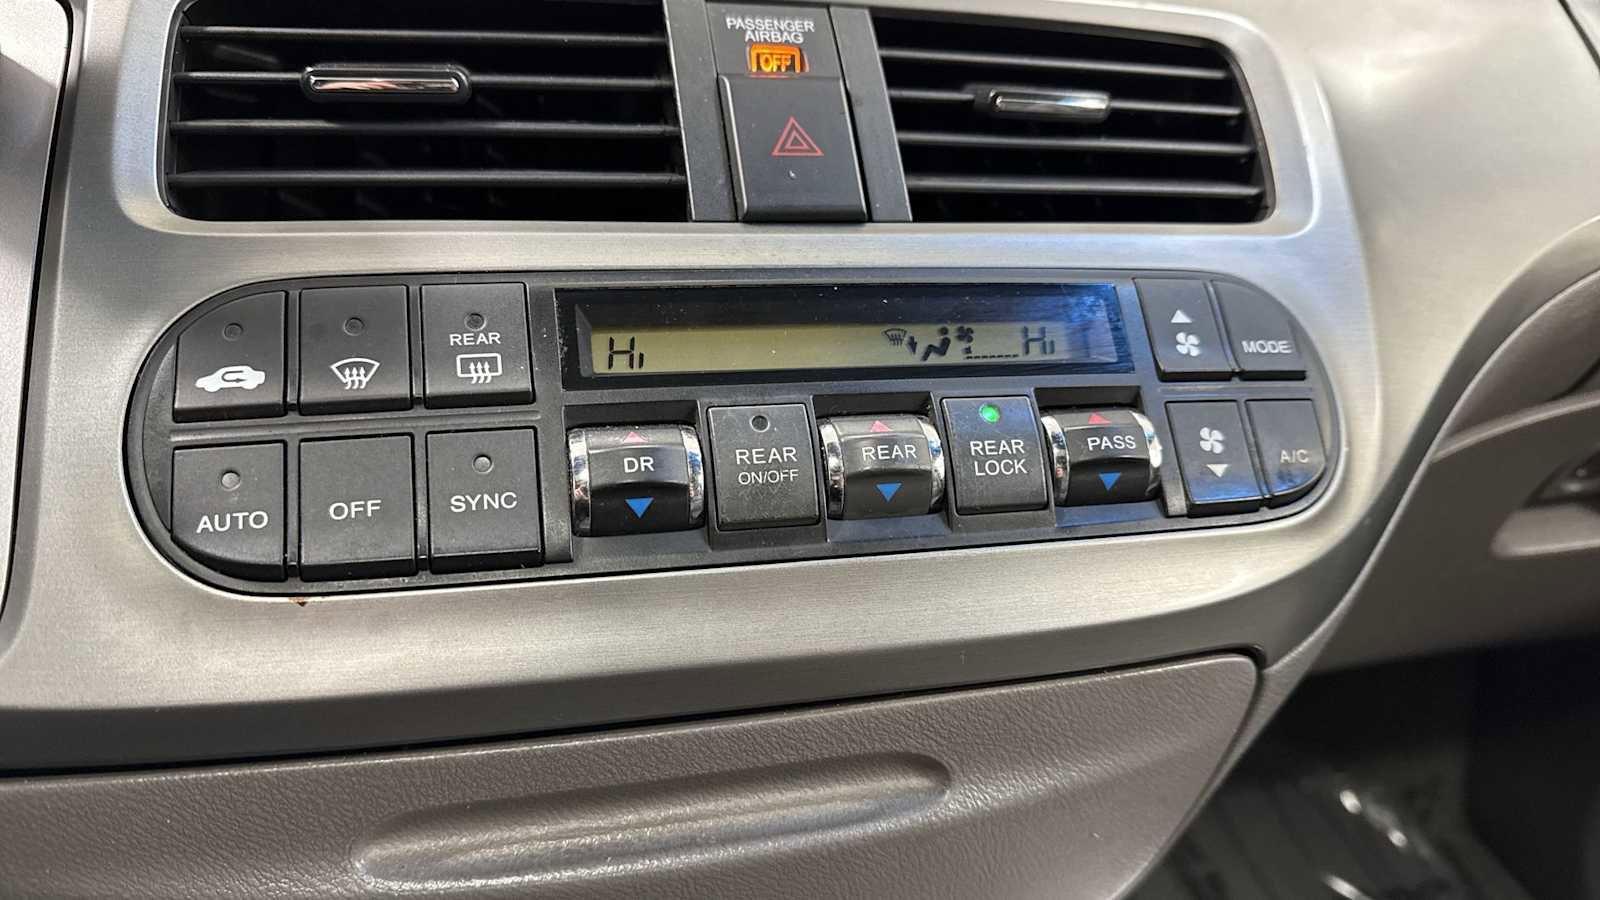 PASSENGER
AIRBAG
OFF
REAR
Hi
Hi
MODE
AUTO
OFF
SYNC
DR
REAR
ON/OFF
REAR
REAR
LOCK
PASS
A/C